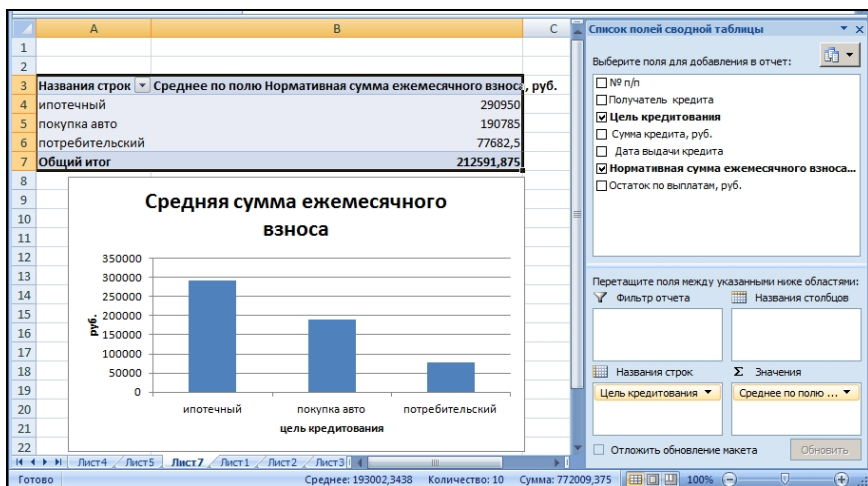 A B C
1
2
3 Названия строк Среднее по полю Нормативная сумма ежемесячного взноса, руб.
4 ипотечный 290950
5 покупка авто 190785
6 потребительский 77682,5
7 Общий итог 212591,875
8
9
10
11
12
13
14
15
16
17
18
19
20
21
22
Средняя сумма ежемесячного
взноса
руб.
350000
300000
250000
200000
150000
100000
50000
0
ипотечный покупка авто потребительский
цель кредитования
Лист4 Лист5 Лист7 Лист1 Лист2 Лист3
Готово Среднее: 193002,3438 Количество: 10 Сумма: 772009,375 100%
Список полей сводной таблицы
Выберите поля для добавления в отчет:
№ п/п
Получатель кредита
Цель кредитования
Сумма кредита, руб.
Дата выдачи кредита
Нормативная сумма ежемесячного взноса...
Остаток по выплатам, руб.
Перетащите поля между указанными ниже областями:
Фильтр отчета Названия столбцов
Названия строк Σ Значения
Цель кредитования Среднее по полю ...
Отложить обновление макета Обновить